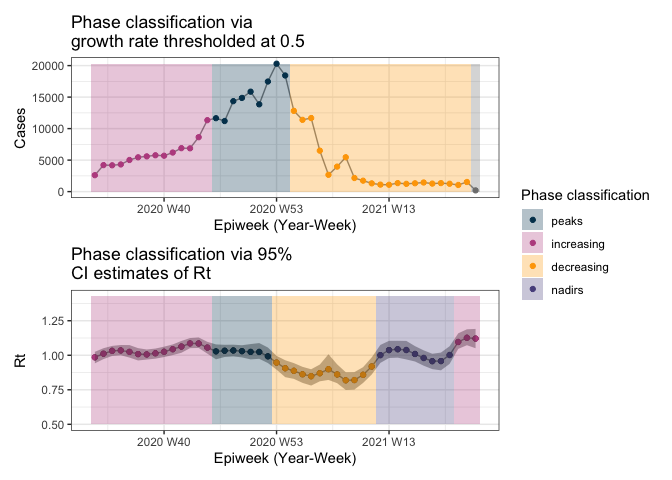 Phase classification via
growth rate thresholded at 0.5
20000
15000
10000
5000
0
Cases
2020 W40
2020 W53
2021 W13
Epiweek (Year-Week)
Phase classification
peaks
increasing
decreasing
nadirs
Phase classification via 95%
CI estimates of Rt
1.25
1.00
0.75
0.50
Rt
2020 W40
2020 W53
2021 W13
Epiweek (Year-Week)